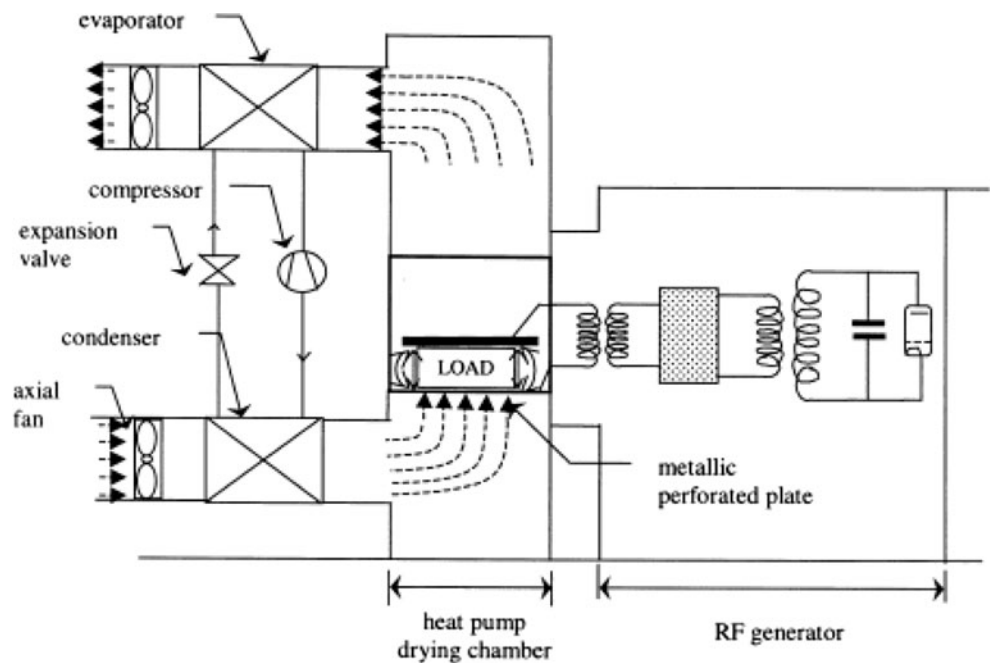 evaporator
compressor
expansion
valve
condenser
axial
fan
LOAD
metallic
perforated plate
heat pump
drying chamber
RF generator